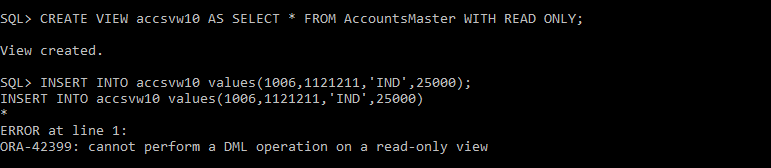 SQL> CREATE VIEW accsvw10 AS SELECT * FROM AccountsMaster WITH READ ONLY;
View created.
SQL> INSERT INTO accsvw10 values(1006,1121211,'IND',25000);
INSERT INTO accsvw10 values(1006,1121211,'IND',25000)
*
ERROR at line 1:
ORA-42399: cannot perform a DML operation on a read-only view